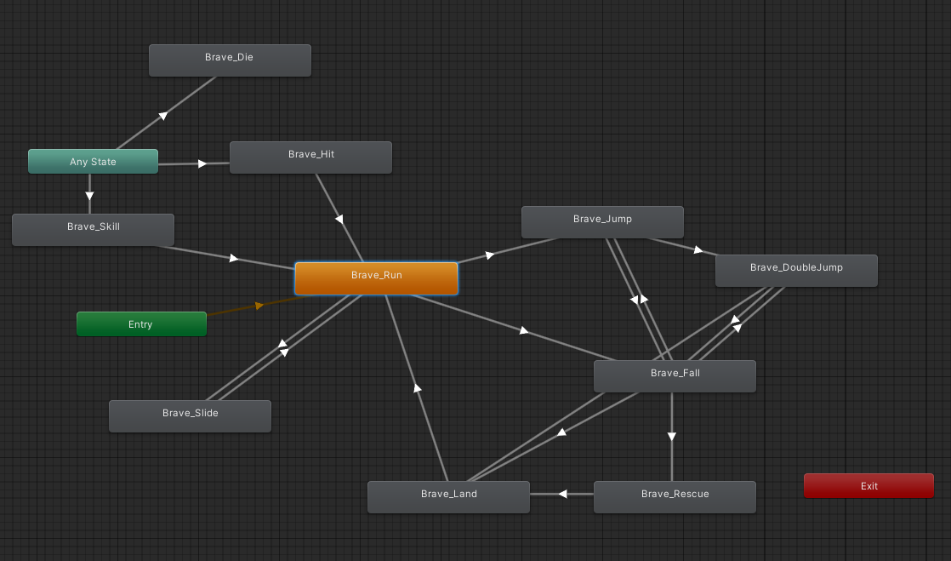 Brave_Die
Brave_Hit
Any State
Brave_Skill
Brave_Jump
Brave_Run
Brave_DoubleJump
Entry
Brave_Fall
Brave_Slide
Brave_Land
Brave_Rescue
Exit